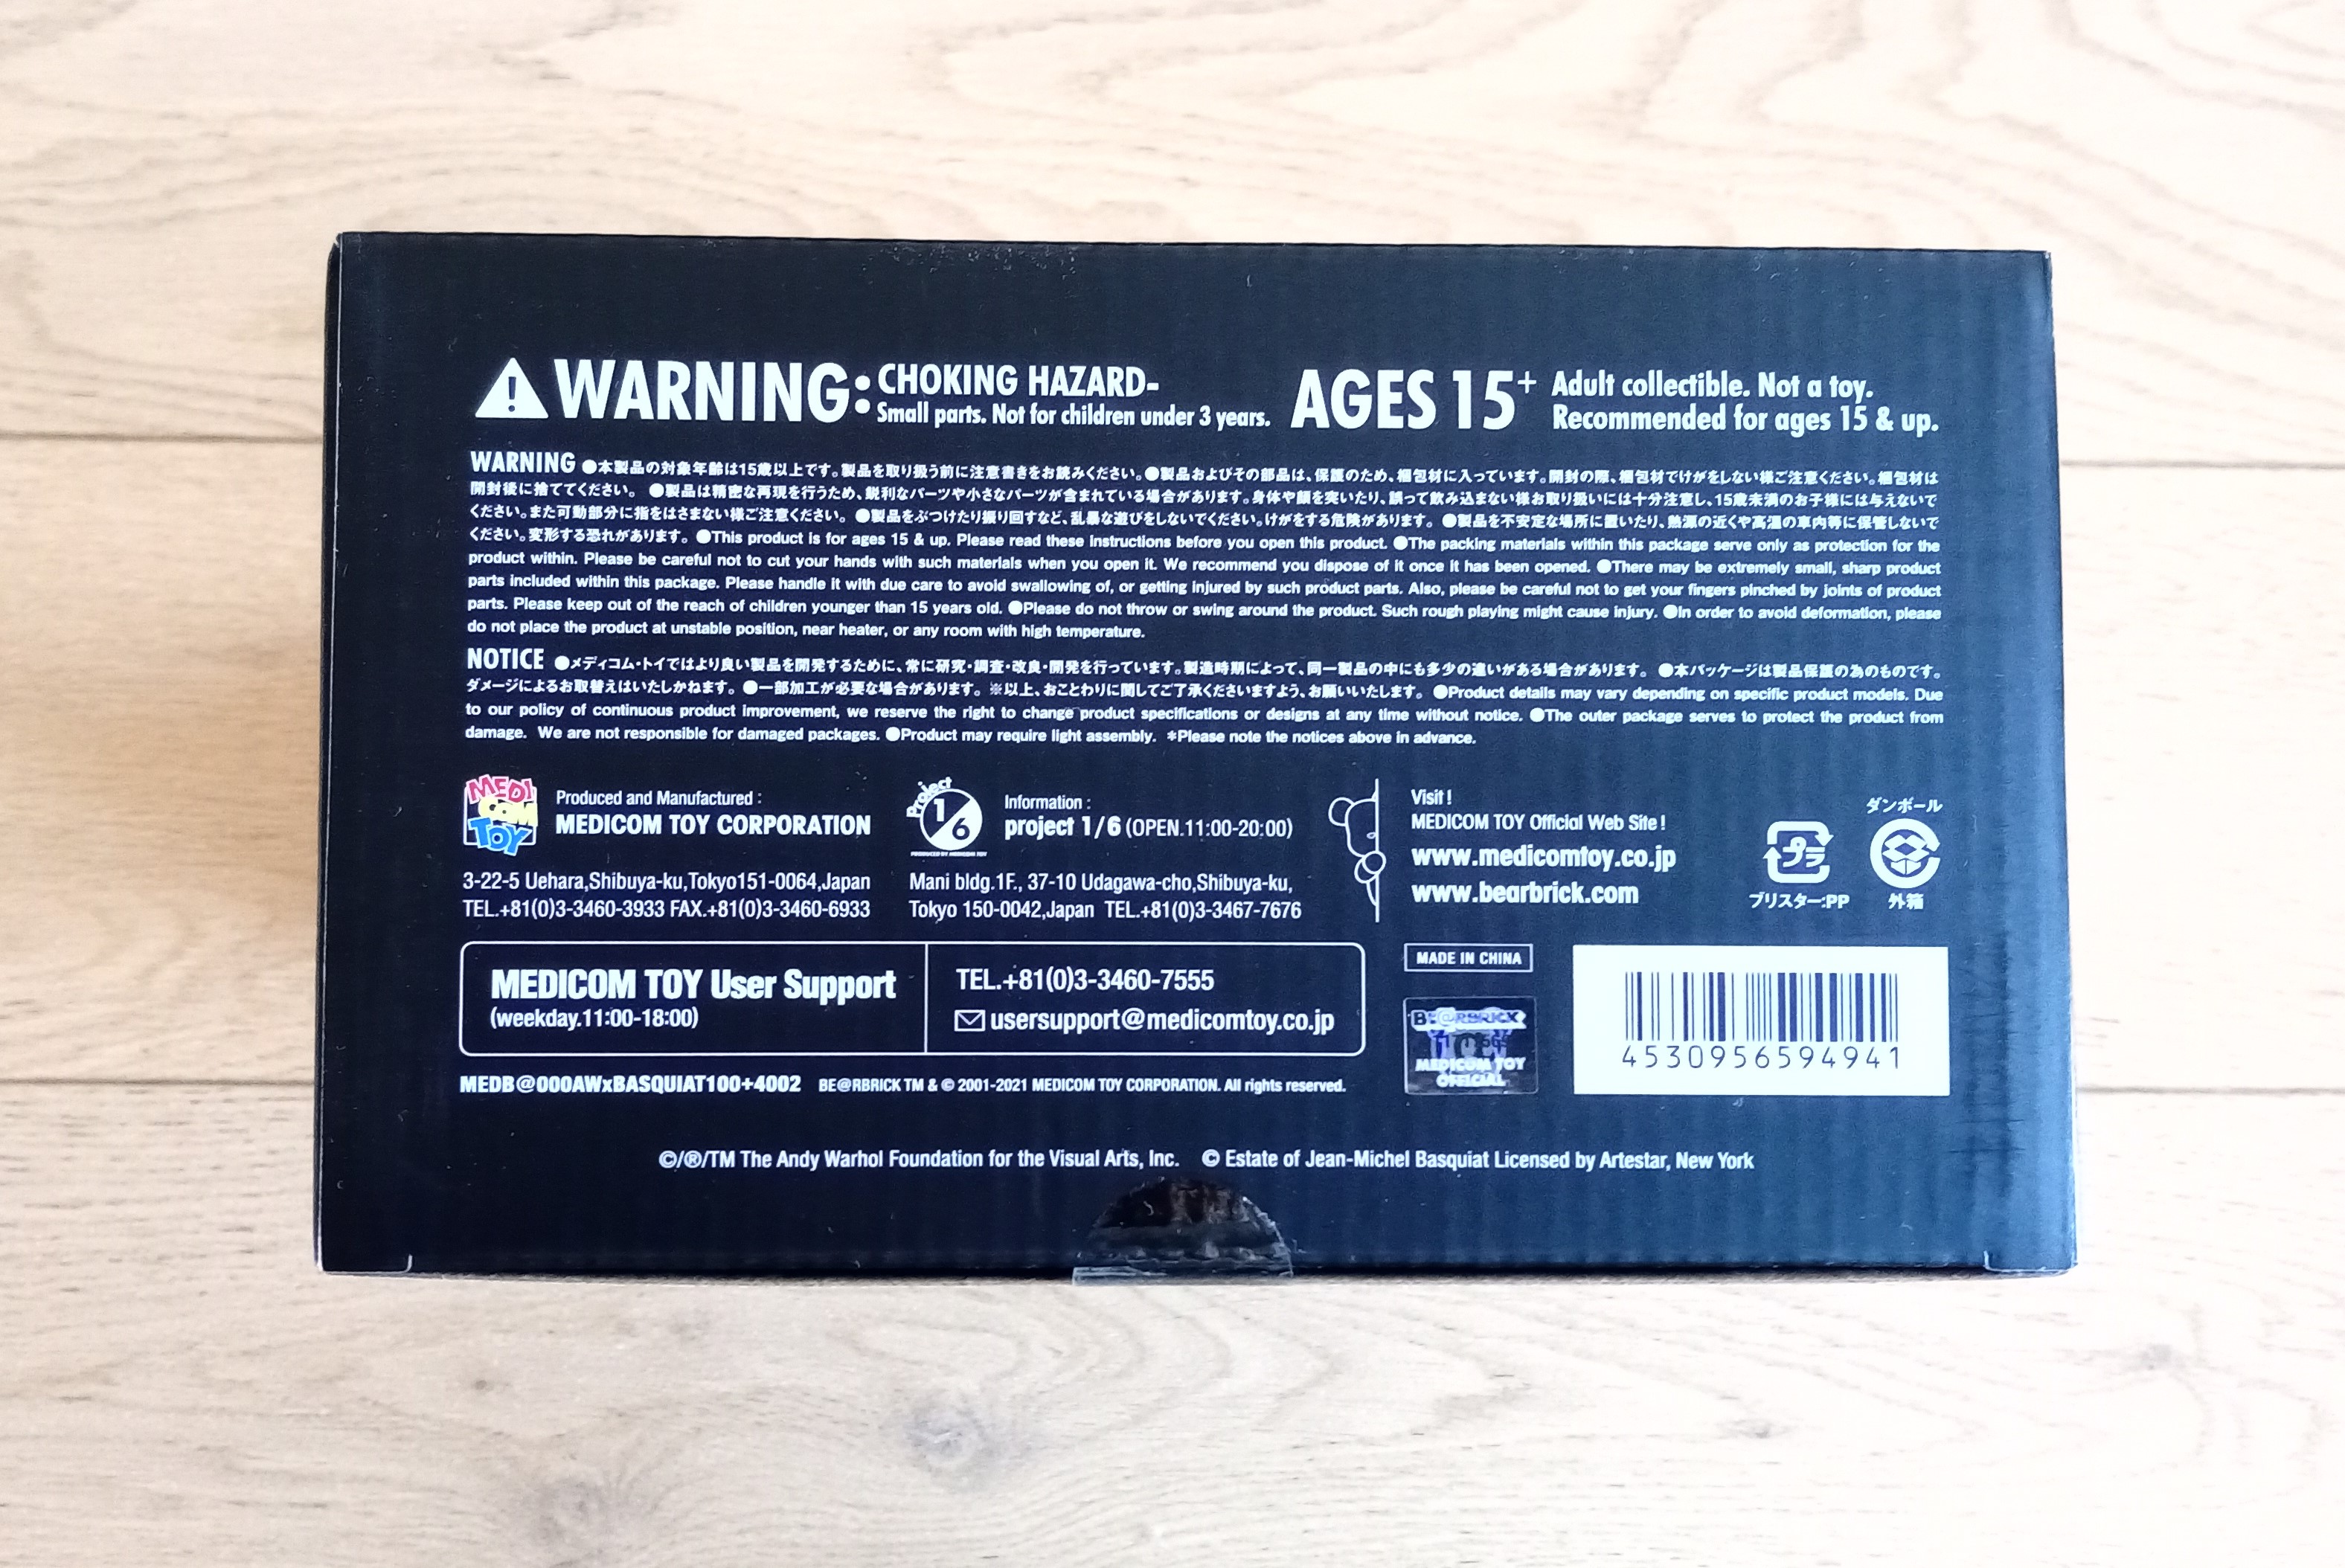 WARNING: CHOKING HAZARD-
Small parts. Not for children under 3 years.
AGES 15+ Adult collectible. Not a toy.
Recommended for ages 15 & up.
WARNING ●本製品の対象年齢は15歳以上です。製品を取り扱う前に注意書きをお読みください。●製品およびその部品は、保護のため、梱包材に入っています。開封の際、梱包材でけがをしない様ご注意ください。梱包材は
開封後に捨ててください。 ●製品は精密な再現を行うため、鋭利なパーツや小さなパーツが含まれている場合があります。身体や顔を突いたり、誤って飲み込まない様お取り扱いには十分注意し、15歳未満のお子様には与えないで
ください。また可動部分に指をはさまない様ご注意ください。 ●製品をぶつけたり振り回すなど、乱暴な遊びをしないでください。けがをする危険があります。 ●製品を不安定な場所に置いたり、熱源の近くや高温の車内等に保管しないで
ください。変形する恐れがあります。 ●This product is for ages 15 & up. Please read these Instructions before you open this product. ●The packing materials within this package serve only as protection for the
product within. Please be careful not to cut your hands with such materials when you open it. We recommend you dispose of it once it has been opened. ●There may be extremely small, sharp product
parts included within this package. Please handle it with due care to avoid swallowing of, or getting injured by such product parts. Also, please be careful not to get your fingers pinched by joints of product
parts. Please keep out of the reach of children younger than 15 years old. ●Please do not throw or swing around the product. Such rough playing might cause injury. ●In order to avoid deformation, please
do not place the product at unstable position, near heater, or any room with high temperature.
NOTICE ●メディコム・トイではより良い製品を開発するために、常に研究・調査・改良・開発を行っています。製造時期によって、同一製品の中にも多少の違いがある場合があります。 ●本パッケージは製品保護の為のものです。
ダメージによるお取替えはいたしかねます。 ●一部加工が必要な場合があります。※以上、おことわりに関してご了承くださいますよう、お願いいたします。 ●Product details may vary depending on specific product models. Due
to our policy of continuous product improvement, we reserve the right to change product specifications or designs at any time without notice. ●The outer package serves to protect the product from
damage. We are not responsible for damaged packages. ●Product may require light assembly. *Please note the notices above in advance.
MEDI
COM
TOY
Produced and Manufactured :
MEDICOM TOY CORPORATION
3-22-5 Uehara,Shibuya-ku,Tokyo151-0064,Japan
TEL.+81(0)3-3460-3933 FAX.+81(0)3-3460-6933
Project
1/6
PRODUCED BY MEDICOM TOY
Information :
project 1/6 (OPEN.11:00-20:00)
Mani bldg.1F., 37-10 Udagawa-cho,Shibuya-ku,
Tokyo 150-0042,Japan TEL.+81(0)3-3467-7676
Visit !
MEDICOM TOY Official Web Site !
www.medicomtoy.co.jp
www.bearbrick.com
プラ
ブリスター:PP
ダンボール
外箱
MEDICOM TOY User Support
(weekday.11:00-18:00)
TEL.+81(0)3-3460-7555
usersupport@medicomtoy.co.jp
MADE IN CHINA
BE@RBRICK
MEDICOM TOY
OFFICIAL
4530956594941
MEDB@000AWxBASQUIAT100+4002 BE@RBRICK TM & © 2001-2021 MEDICOM TOY CORPORATION. All rights reserved.
©/®/TM The Andy Warhol Foundation for the Visual Arts, Inc. © Estate of Jean-Michel Basquiat Licensed by Artestar, New York